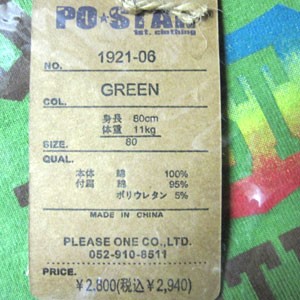 PO★STAR
1st. clothing
NO. 1921-06
COL. GREEN
身長 80cm
体重 11kg
SIZE. 80
QUAL.
本体 綿 100%
付属 綿 95%
ポリウレタン 5%
MADE IN CHINA
PLEASE ONE CO.,LTD.
052-910-8511
PRICE.
¥2.800(税込¥2,940)